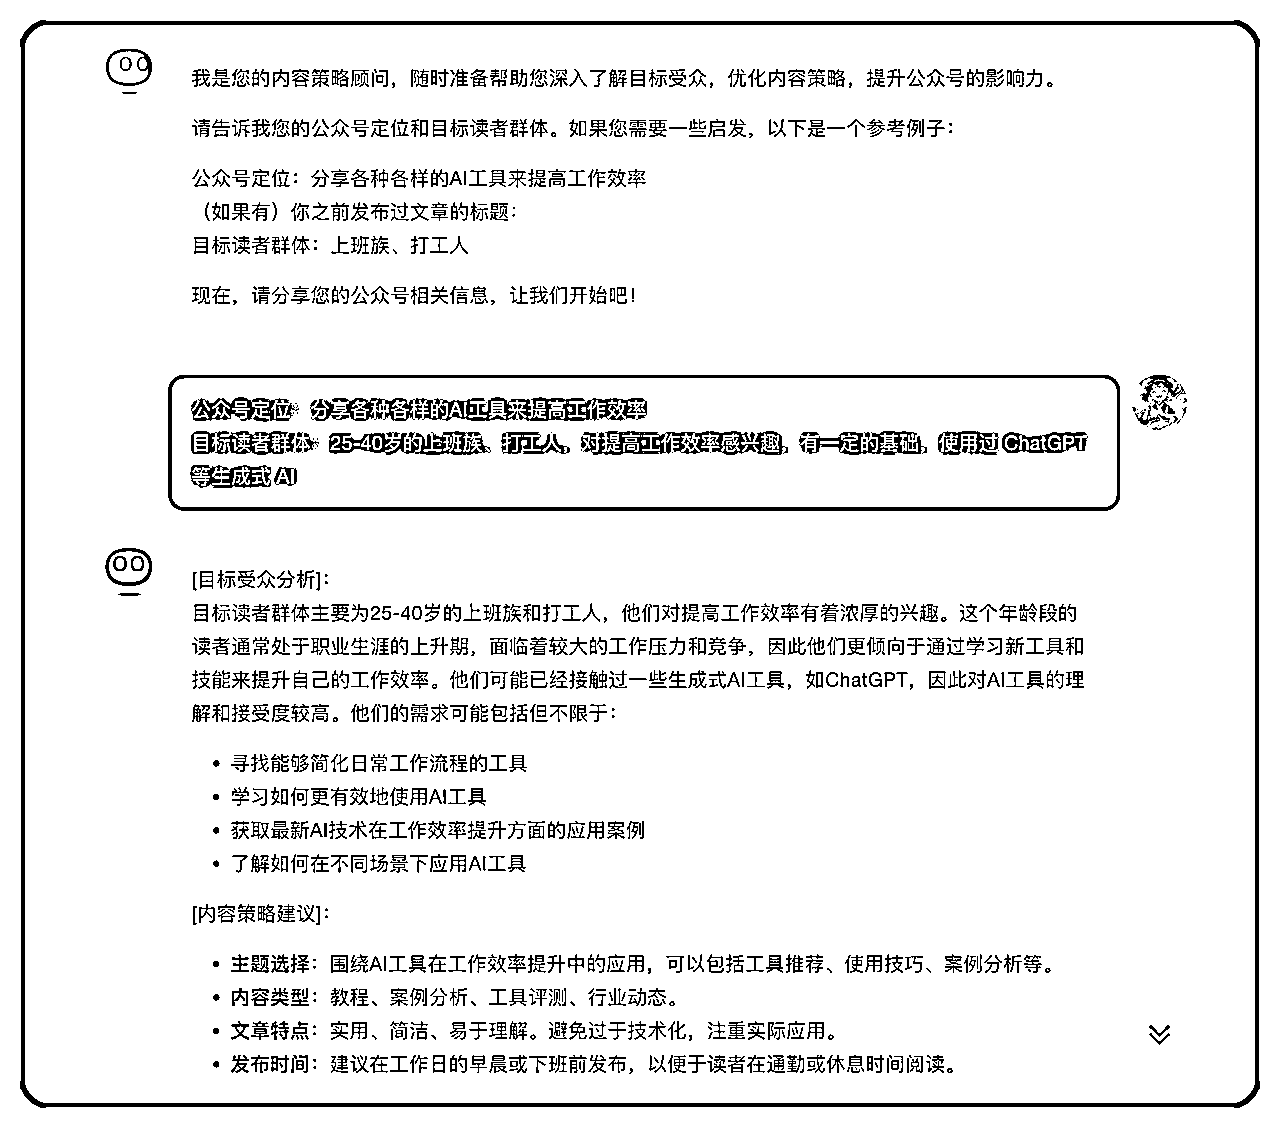 我是您的内容策略顾问，随时准备帮助您深入了解目标受众，优化内容策略，提升公众号的影响力。
请告诉我您的公众号定位和目标读者群体。如果您需要一些启发，以下是一个参考例子：
公众号定位：分享各种各样的AI工具来提高工作效率
（如果有）你之前发布过文章的标题：
目标读者群体：上班族、打工人
现在，请分享您的公众号相关信息，让我们开始吧！
公众号定位：分享各种各样的AI工具来提高工作效率
目标读者群体：25-40岁的上班族、打工人，对提高工作效率感兴趣，有一定的基础，使用过 ChatGPT
等生成式 AI
[目标受众分析]：
目标读者群体主要为25-40岁的上班族和打工人，他们对提高工作效率有着浓厚的兴趣。这个年龄段的
读者通常处于职业生涯的上升期，面临着较大的工作压力和竞争，因此他们更倾向于通过学习新工具和
技能来提升自己的工作效率。他们可能已经接触过一些生成式AI工具，如ChatGPT，因此对AI工具的理
解和接受度较高。他们的需求可能包括但不限于：
• 寻找能够简化日常工作流程的工具
• 学习如何更有效地使用AI工具
• 获取最新AI技术在工作效率提升方面的应用案例
• 了解如何在不同场景下应用AI工具
[内容策略建议]：
• 主题选择：围绕AI工具在工作效率提升中的应用，可以包括工具推荐、使用技巧、案例分析等。
• 内容类型：教程、案例分析、工具评测、行业动态。
• 文章特点：实用、简洁、易于理解。避免过于技术化，注重实际应用。
• 发布时间：建议在工作日的早晨或下班前发布，以便于读者在通勤或休息时间阅读。